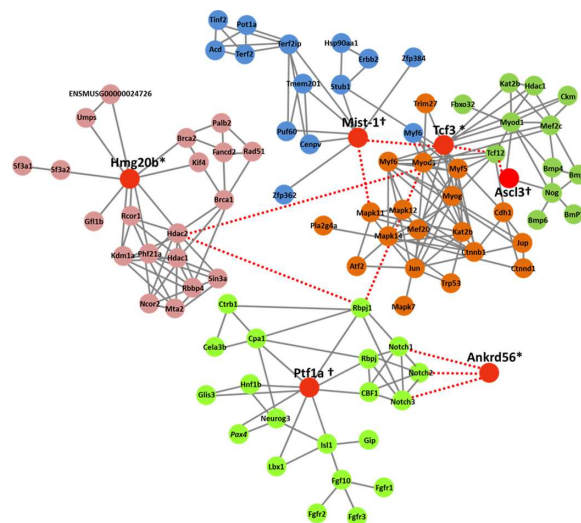 Tinf2
Pot1a
Acd
Terf2
Terf2ip
Hsp90aa1
Erbb2
Zfp384
Stub1
Tmem201
Kat2b
Hdac1
Ckm
Fbxo32
Myod1
Mef2c
ENSMUSG00000024726
Umps
Palb2
Brca2
Fancd2
Rad51
Kif4
Puf60
Cenpv
Mist-1†
Trim27
Myf6
Tcf3 *
Tcf12
Myf6
Myf5
Bmp4
Ascl3†
Nog
Bmp6
Sf3a1
Sf3a2
Hmg20b*
Brca1
Zfp362
Myog
Cdh1
Gfl1b
Rcor1
Hdac2
Mapk11
Mapk12
Pla2g4a
Mapk14
Mef20
Kat2b
Ctnnb1
Jup
Ctnnd1
Kdm1a
Phf21a
Hdac1
Rbbp4
Sin3a
Ncor2
Mta2
Atf2
Jun
Trp53
Mapk7
Ctrb1
Rbpj1
Cela3b
Cpa1
Rbpj
Notch1
Notch2
Notch3
CBF1
Ankrd56*
Ptf1a †
Hnf1b
Glis3
Pax4
Neurog3
Lbx1
Isl1
Gip
Fgf10
Fgfr1
Fgfr2
Fgfr3